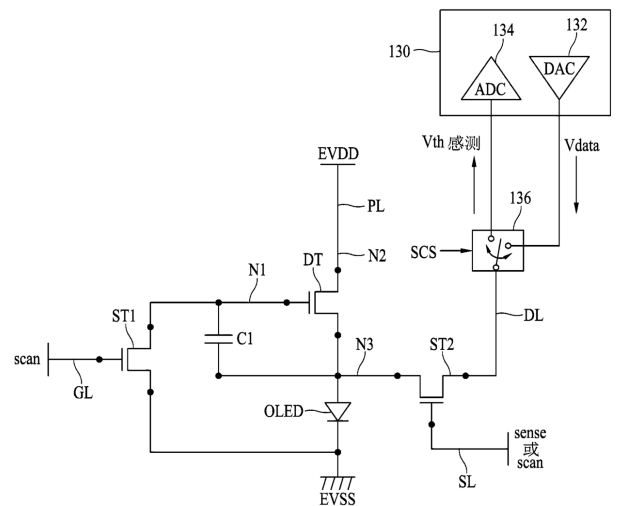 134
132
130
ADC
DAC
Vth 感测
Vdata
EVDD
PL
136
N2
SCS
DT
N1
DL
ST1
C1
N3
ST2
scan
GL
OLED
sense
或
scan
SL
EVSS